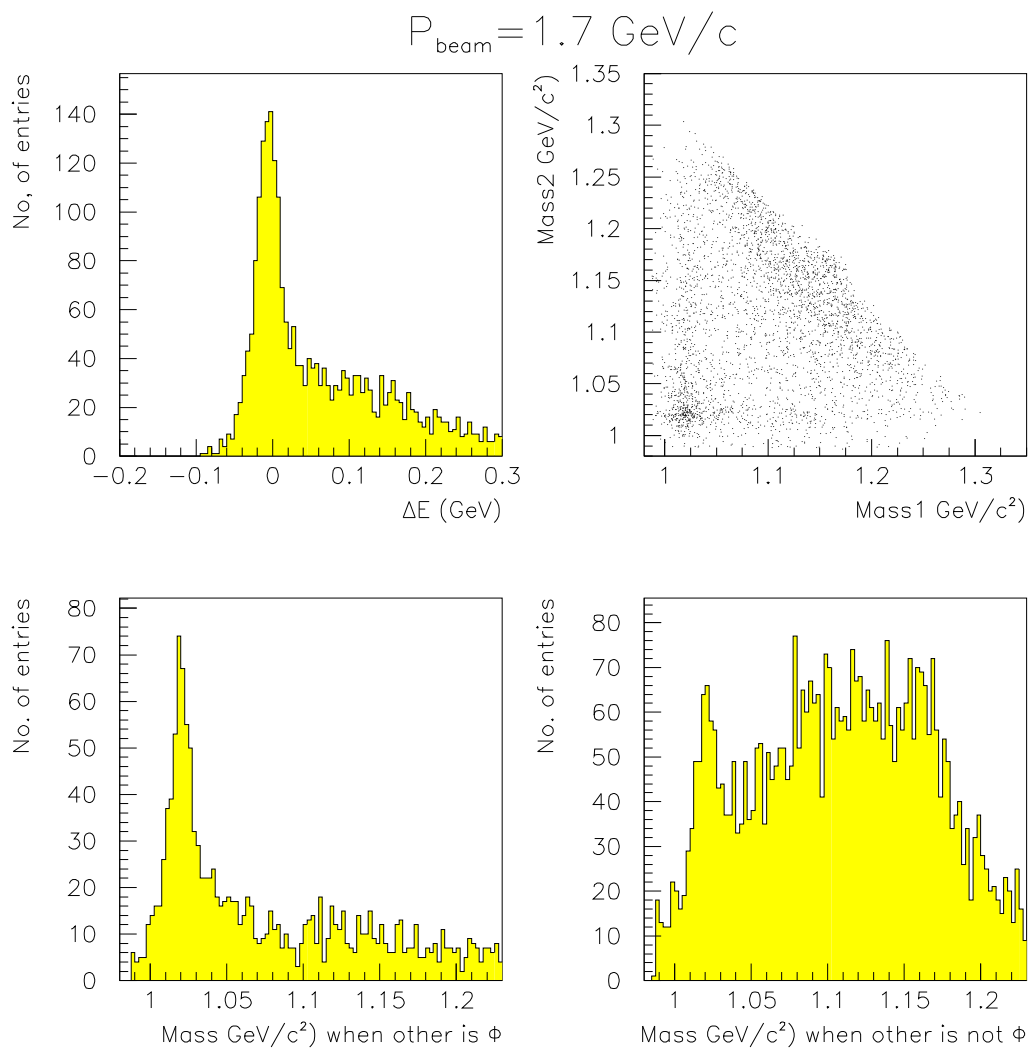 P_beam=1.7 GeV/c
No, of entries
140
120
100
80
60
40
20
0
-0.2 -0.1 0 0.1 0.2 0.3
ΔE (GeV)
Mass2 GeV/c²)
1.35
1.3
1.25
1.2
1.15
1.1
1.05
1
1 1.1 1.2 1.3
Mass1 GeV/c²)
No. of entries
80
70
60
50
40
30
20
10
0
1 1.05 1.1 1.15 1.2
Mass GeV/c²) when other is Φ
No. of entries
80
70
60
50
40
30
20
10
0
1 1.05 1.1 1.15 1.2
Mass GeV/c²) when other is not Φ